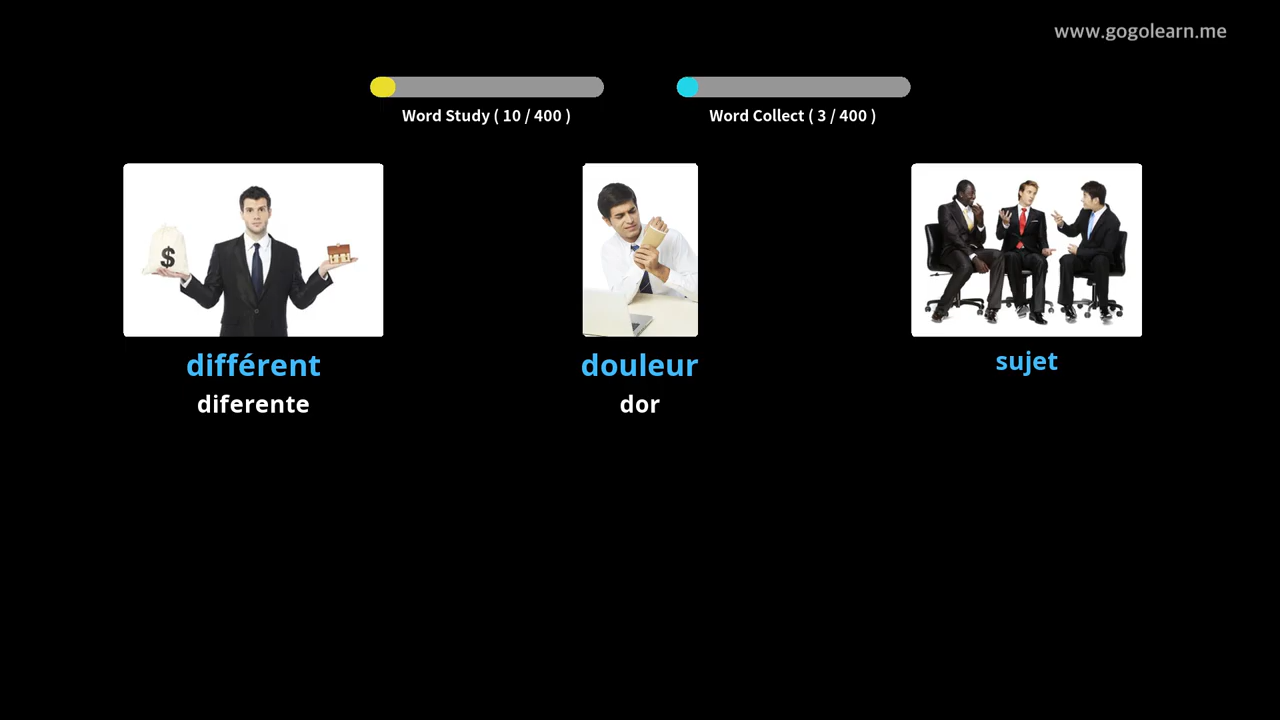 www.gogolearn.me
Word Study ( 10 / 400 )
Word Collect ( 3 / 400 )
$
différent
douleur
sujet
diferente
dor